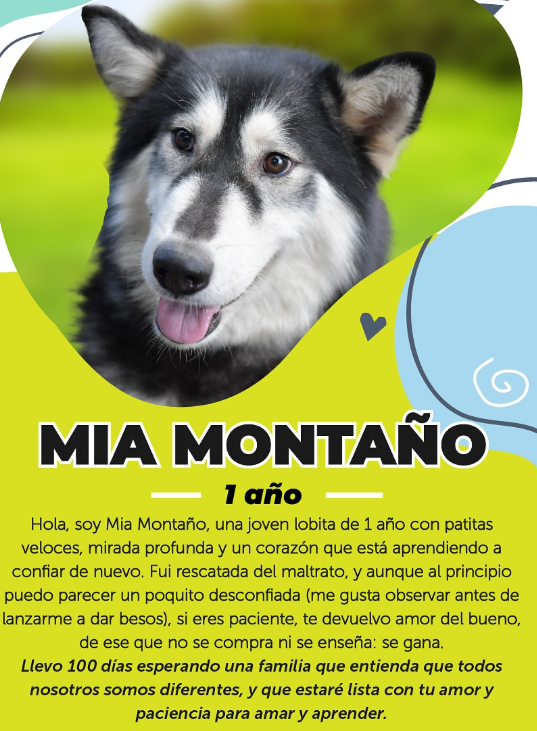 MIA MONTAÑO
1 año
Hola, soy Mia Montaño, una joven lobita de 1 año con patitas
veloces, mirada profunda y un corazón que está aprendiendo a
confiar de nuevo. Fui rescatada del maltrato, y aunque al principio
puedo parecer un poquito desconfiada (me gusta observar antes de
lanzarme a dar besos), si eres paciente, te devuelvo amor del bueno,
de ese que no se compra ni se enseña: se gana.
Llevo 100 días esperando una familia que entienda que todos
nosotros somos diferentes, y que estaré lista con tu amor y
paciencia para amar y aprender.